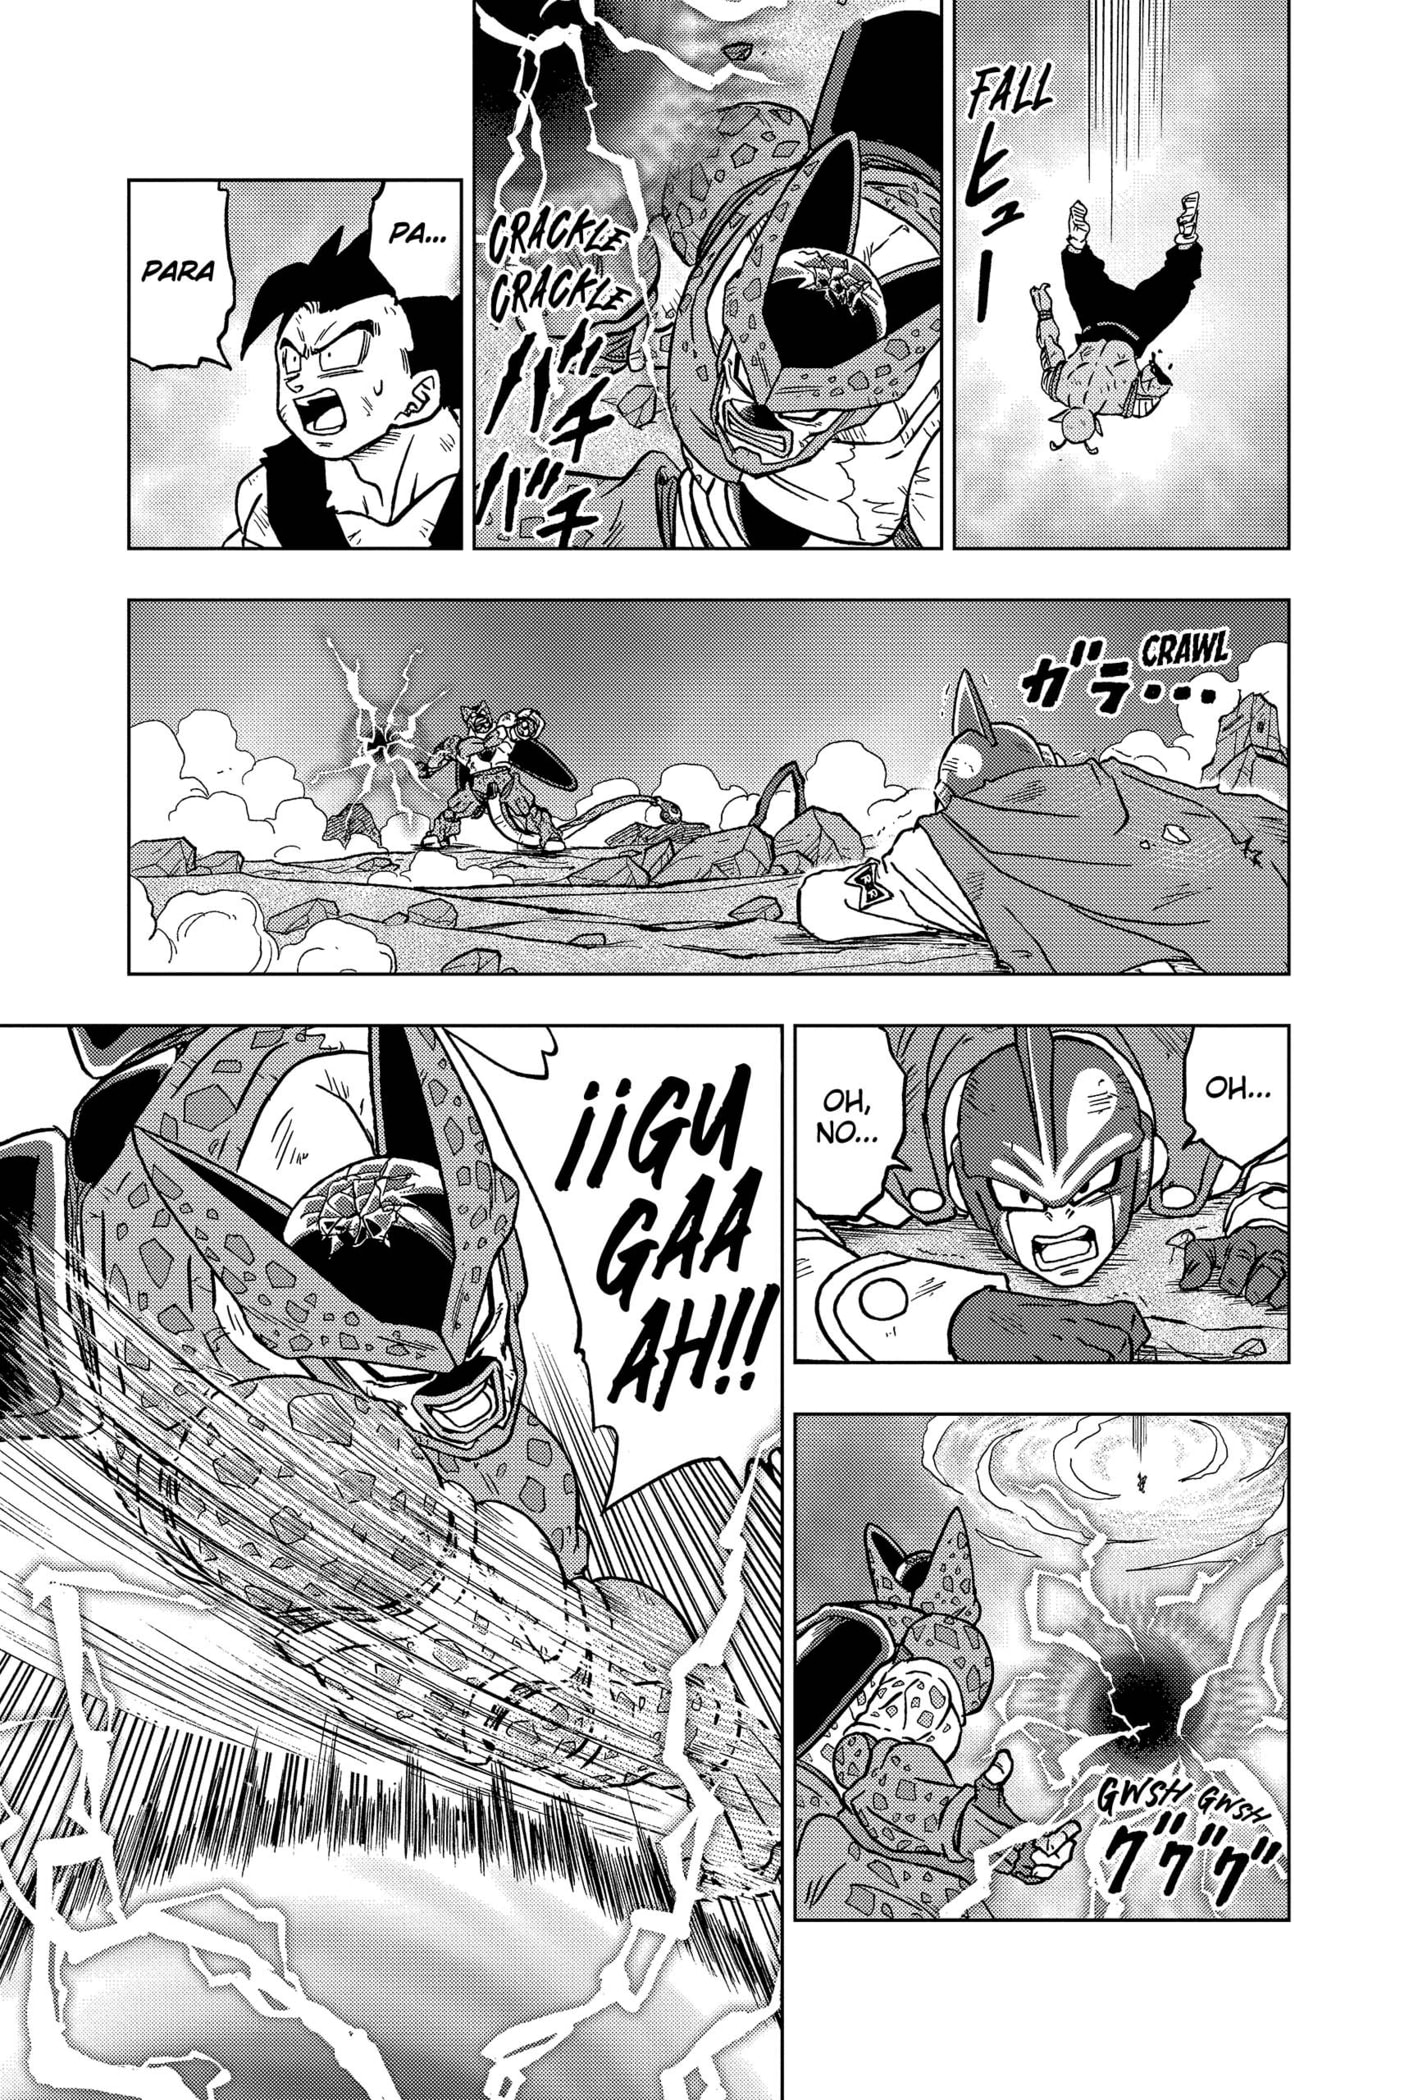 FALL
ヒュー
CRACKLE
CRACKLE
バチ
バチ
PA...
PARA
CRAWL
ガラ...
RR
OH...
OH,
NO...
GWSH GWSH
グググ
¡¡GU
GAA
AH!!